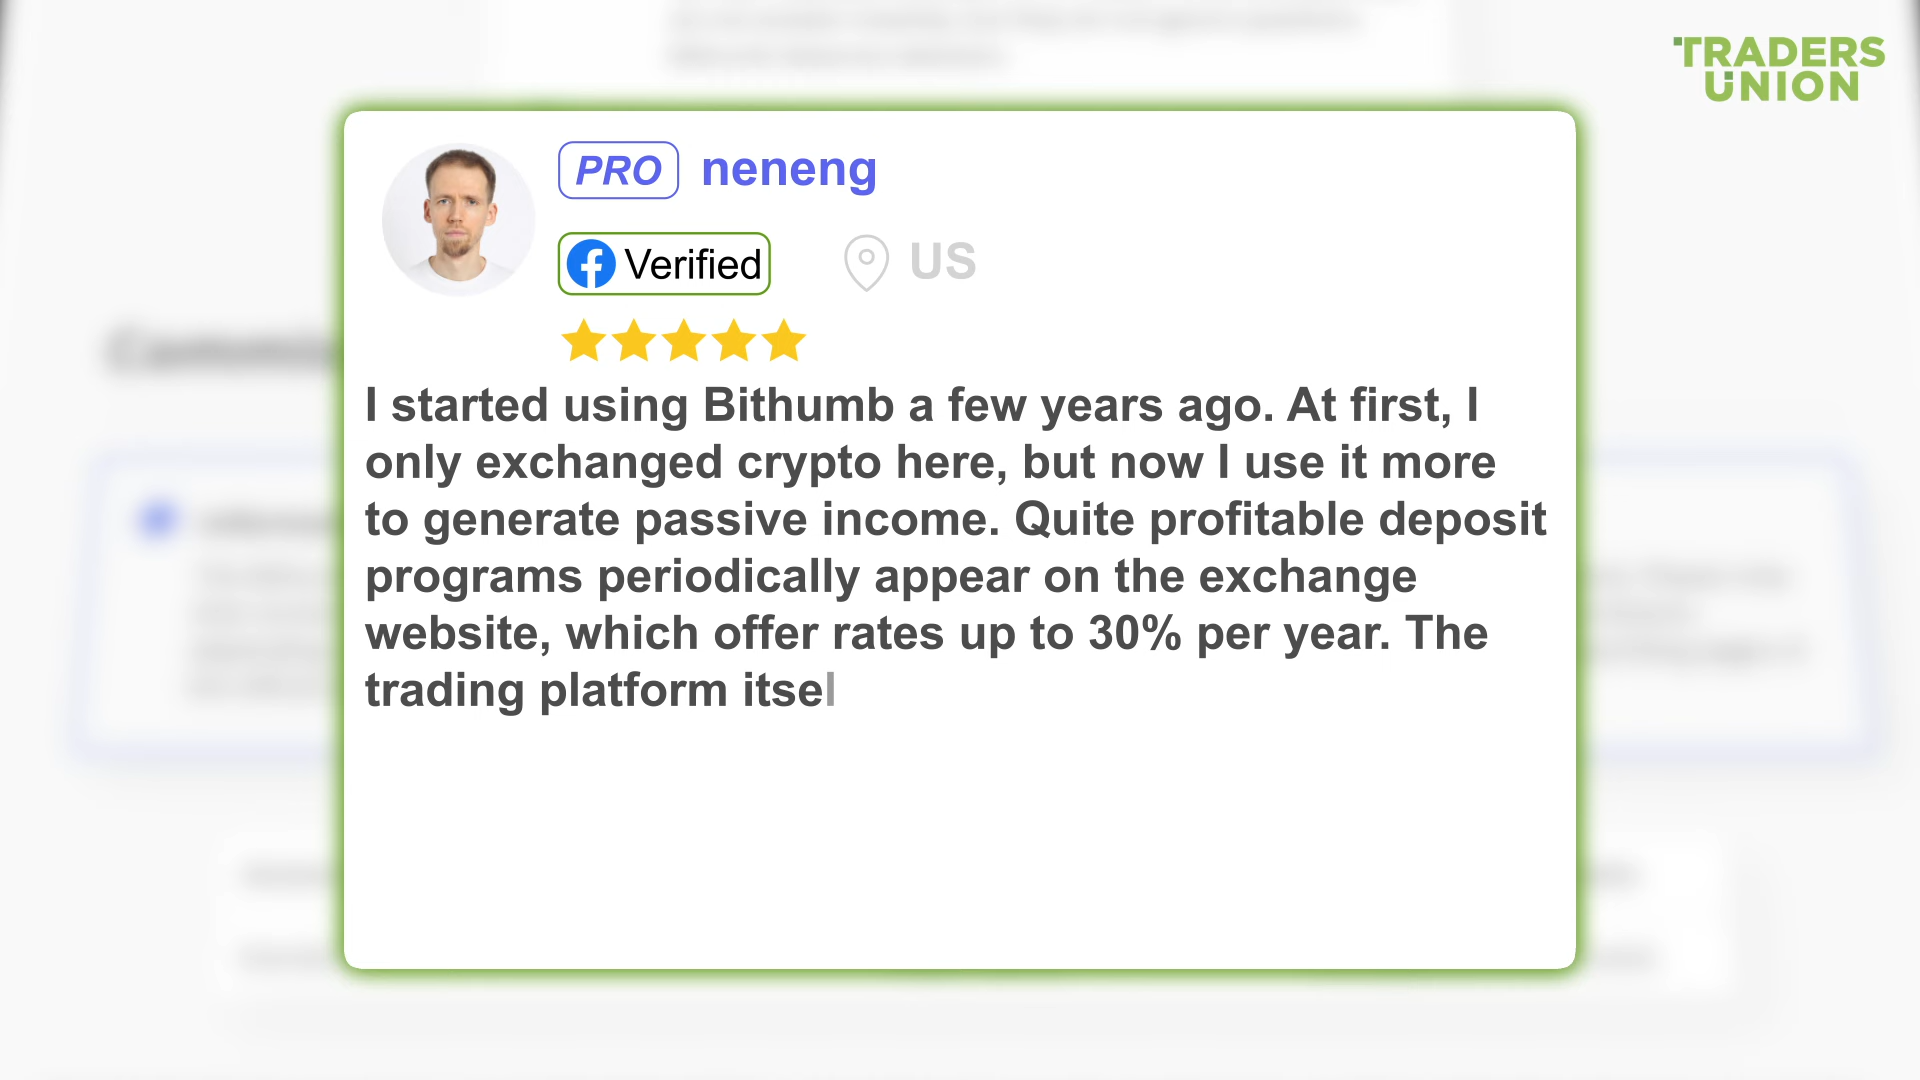 TRADERS
UNION
PRO neneng
Verified US
I started using Bithumb a few years ago. At first, I
only exchanged crypto here, but now I use it more
to generate passive income. Quite profitable deposit
programs periodically appear on the exchange
website, which offer rates up to 30% per year. The
trading platform itsel